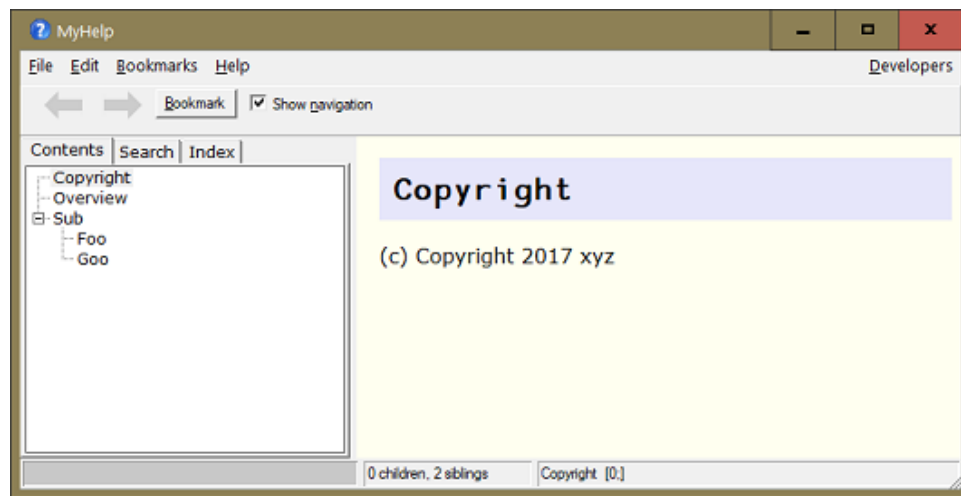 MyHelp
File Edit Bookmarks Help Developers
Bookmark Show navigation
Contents Search Index
Copyright
Overview
Sub
Foo
Goo
Copyright
(c) Copyright 2017 xyz
0 children, 2 siblings Copyright [0;]